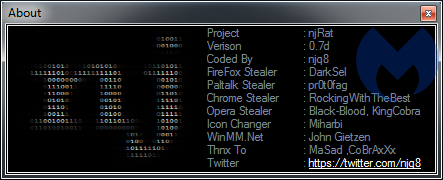 About
Project : njRat
Verison : 0.7d
Coded By : njq8
FireFox Stealer : DarkSel
Paltalk Stealer : pr0t0fag
Chrome Stealer : RockingWithTheBest
Opera Stealer : Black-Blood, KingCobra
Icon Changer : Miharbi
WinMM.Net : John Gietzen
Thnx To : MaSad ,CoBrAxXx
Twitter : https://twitter.com/njq8